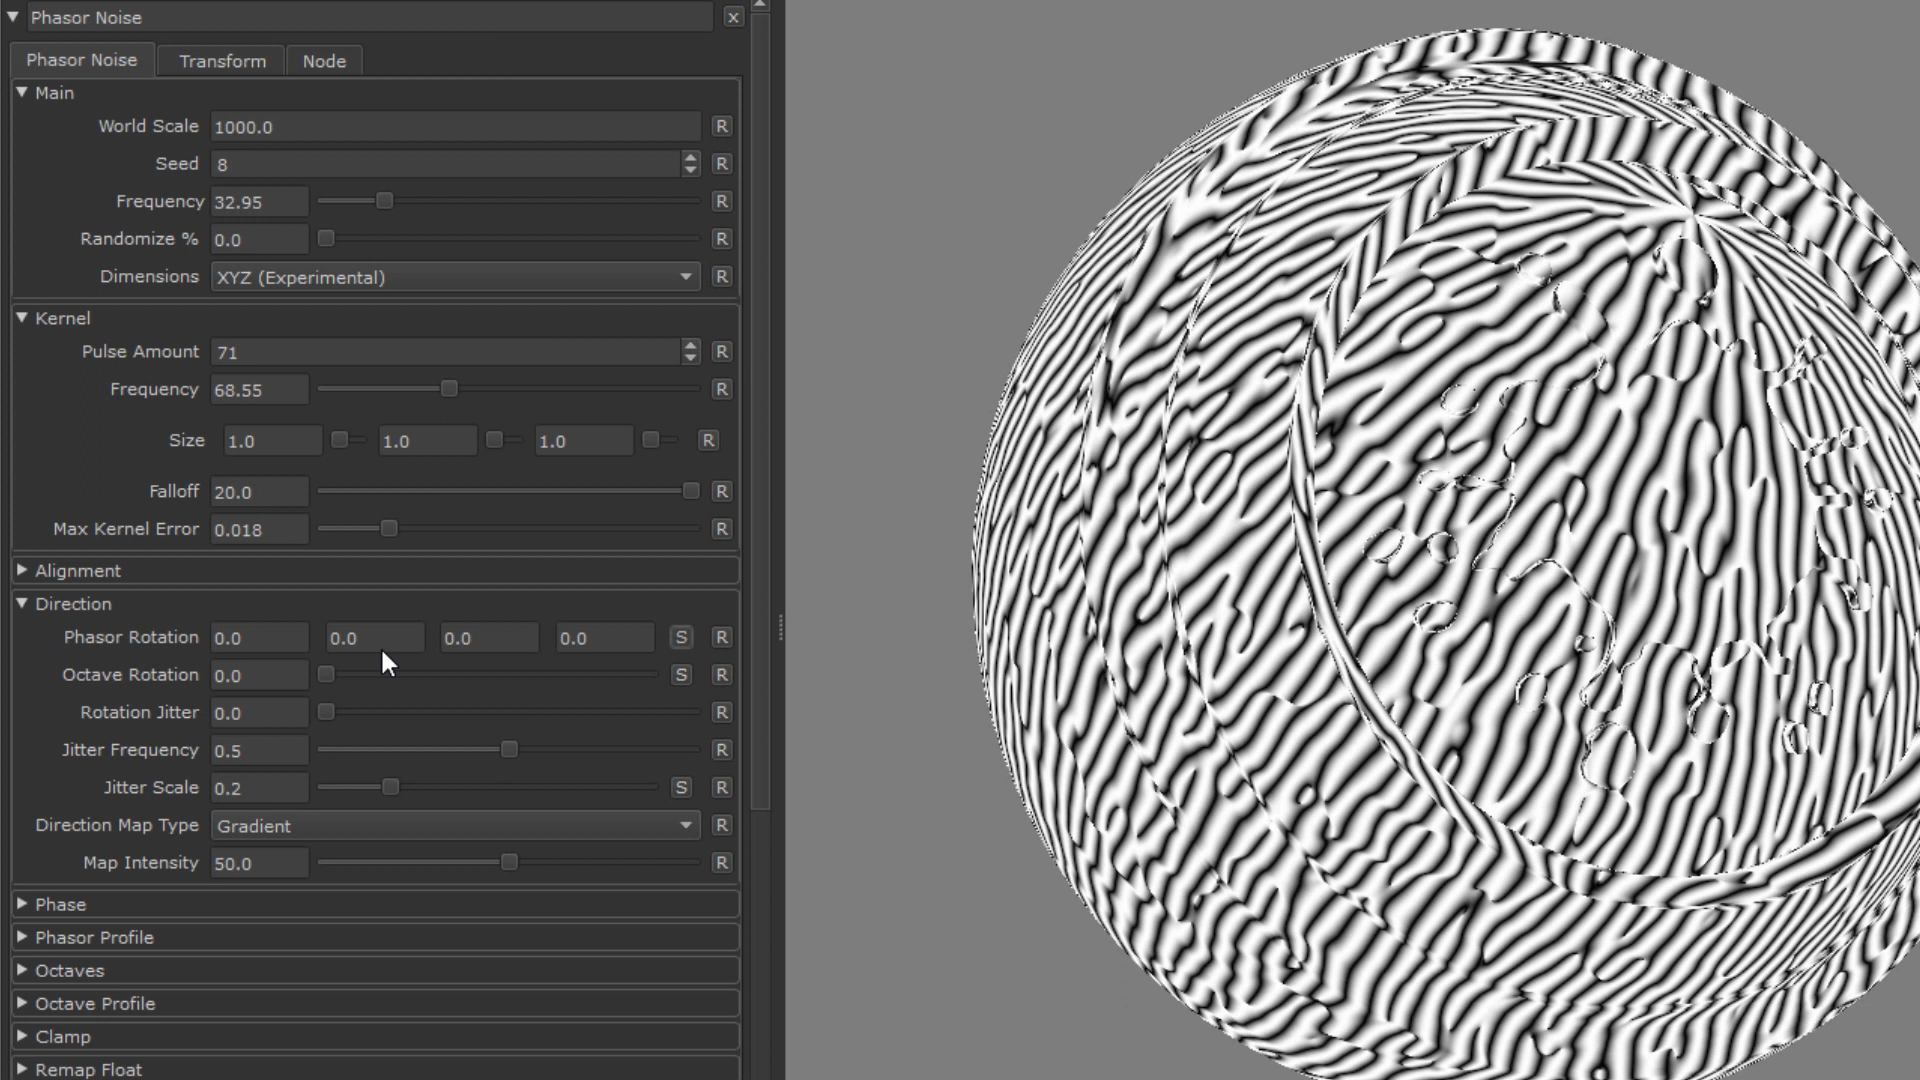 Phasor Noise x
Phasor Noise Transform Node
Main
World Scale 1000.0 R
Seed 8 R
Frequency 32.95 R
Randomize % 0.0 R
Dimensions XYZ (Experimental) R
Kernel
Pulse Amount 71 R
Frequency 68.55 R
Size 1.0 1.0 1.0 R
Falloff 20.0 R
Max Kernel Error 0.018 R
Alignment
Direction
Phasor Rotation 0.0 0.0 0.0 0.0 S R
Octave Rotation 0.0 S R
Rotation Jitter 0.0 R
Jitter Frequency 0.5 R
Jitter Scale 0.2 S R
Direction Map Type Gradient R
Map Intensity 50.0 R
Phase
Phasor Profile
Octaves
Octave Profile
Clamp
Remap Float